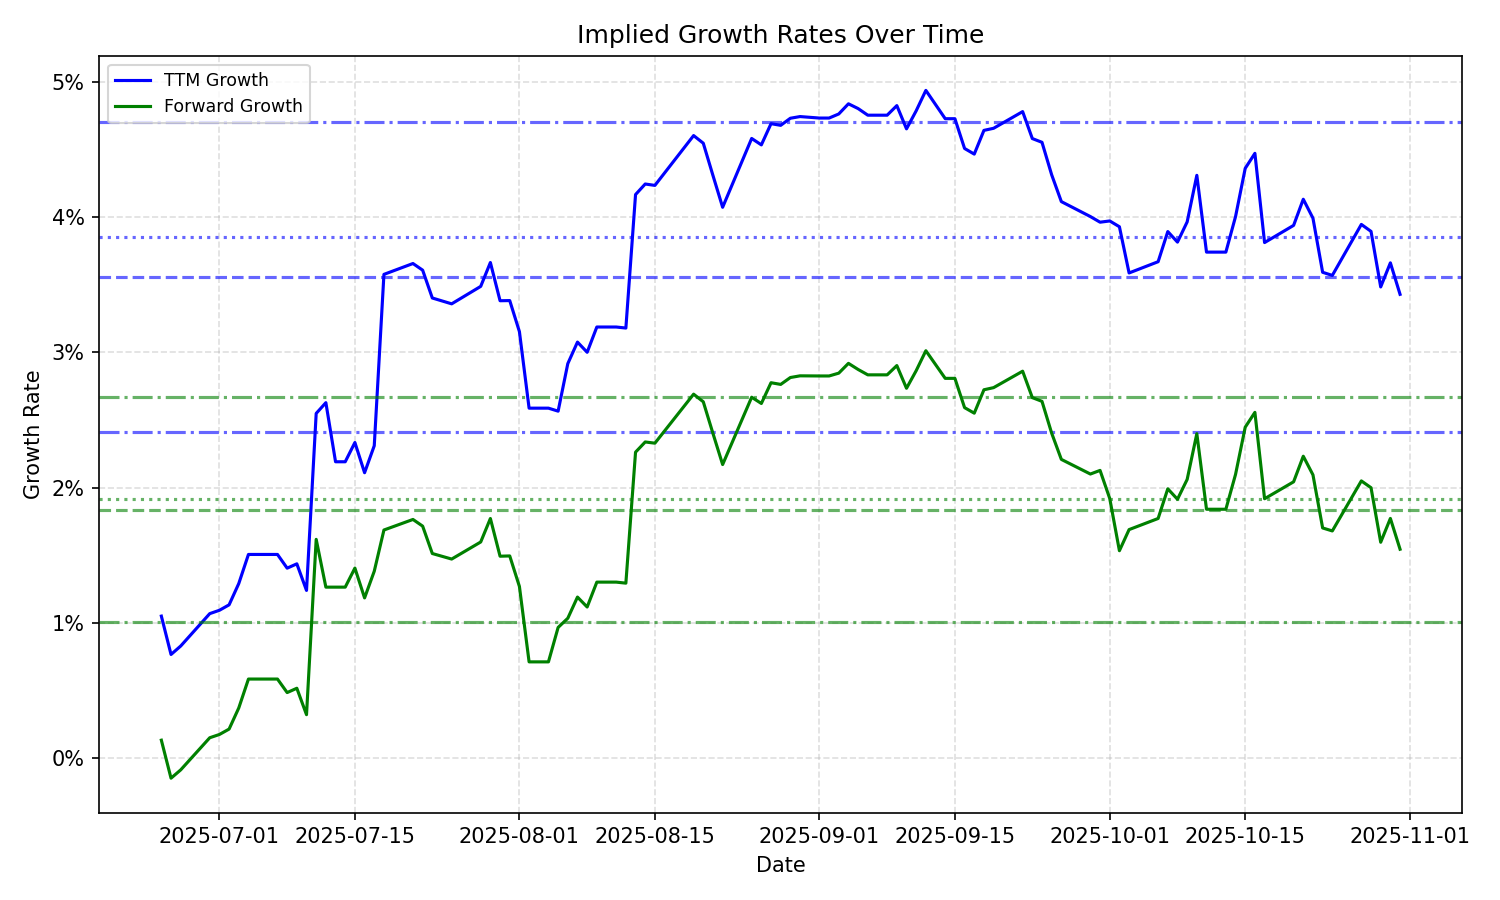 Implied Growth Rates Over Time
TTM Growth
Forward Growth
5%
4%
3%
2%
1%
0%
Growth Rate
2025-07-01 2025-07-15 2025-08-01 2025-08-15 2025-09-01 2025-09-15 2025-10-01 2025-10-15 2025-11-01
Date